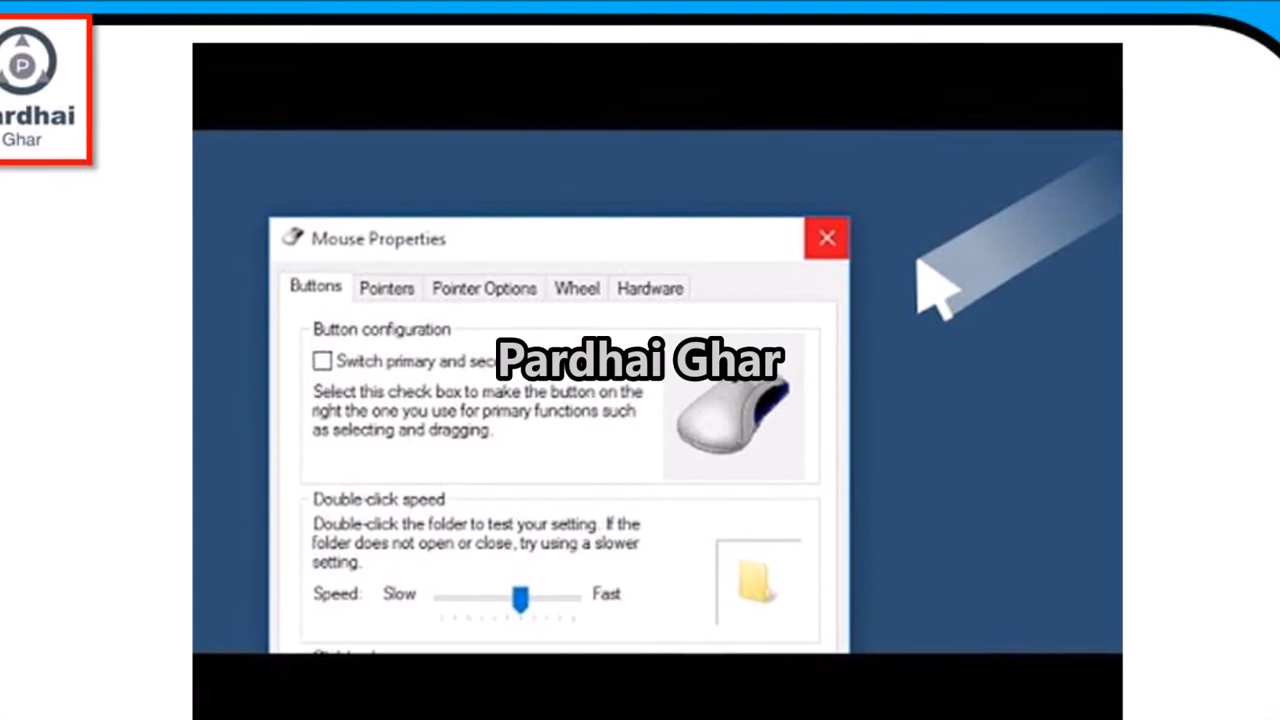 P
ardhai
Ghar
Mouse Properties
Buttons Pointers Pointer Options Wheel Hardware
Button configuration
Switch primary and
Pardhai Ghar
Select this check box to make the button on the
right the one you use for primary functions such
as selecting and dragging.
Double-click speed
Double-click the folder to test your setting. If the
folder does not open or close, try using a slower
setting.
Speed: Slow Fast